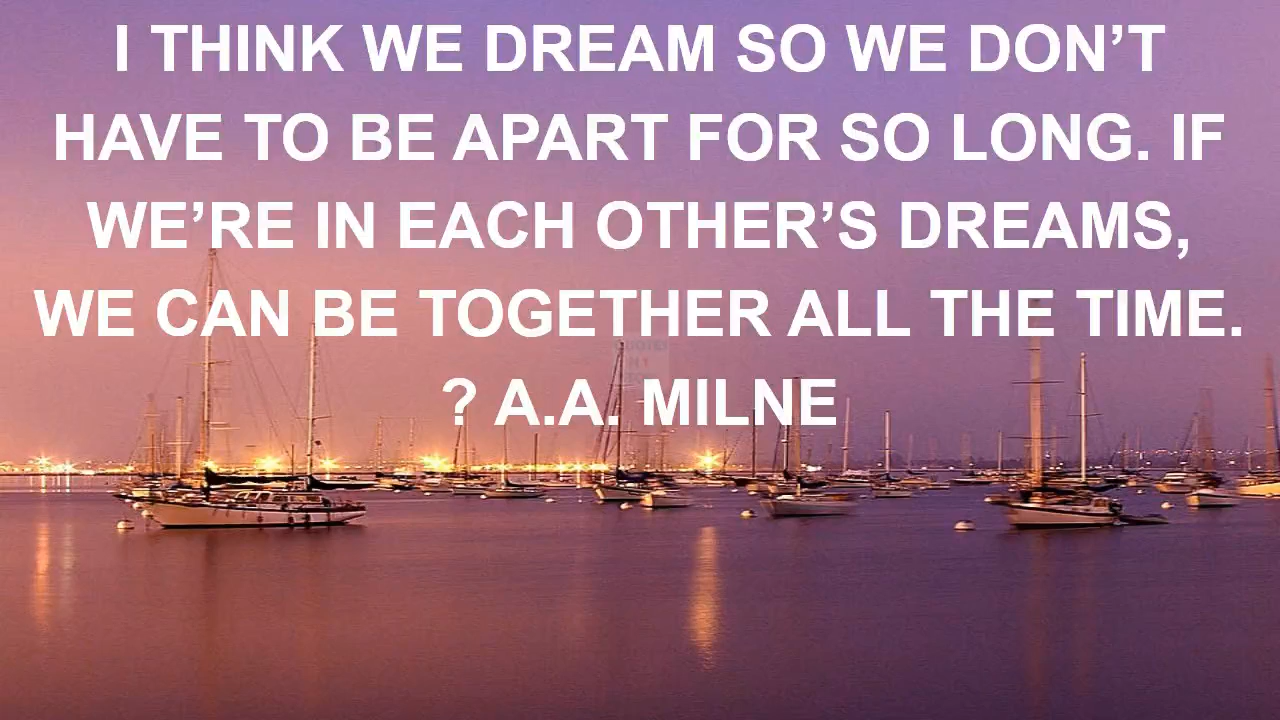 I THINK WE DREAM SO WE DON’T
HAVE TO BE APART FOR SO LONG. IF
WE’RE IN EACH OTHER’S DREAMS,
WE CAN BE TOGETHER ALL THE TIME.
? A.A. MILNE